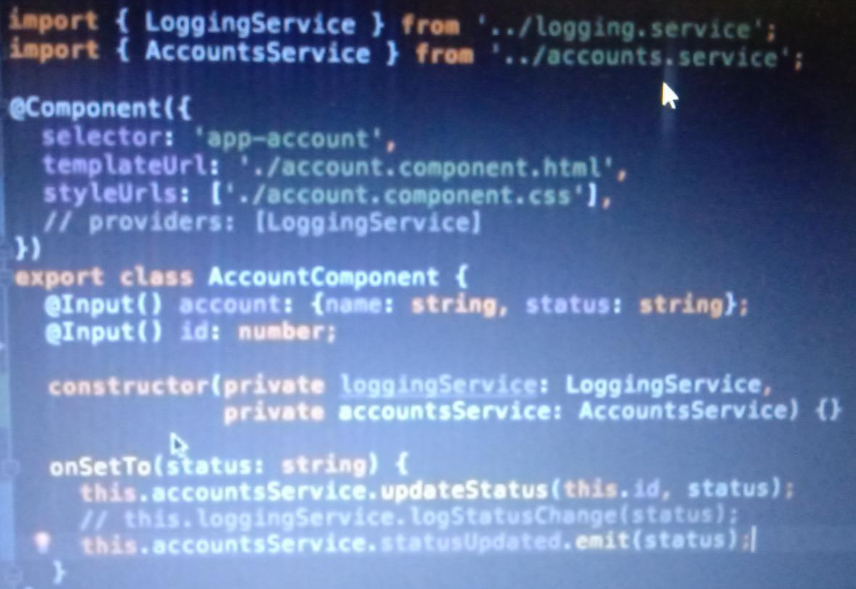 import { LoggingService } from '../logging.service';
import { AccountsService } from '../accounts.service';
@Component({
  selector: 'app-account',
  templateUrl: './account.component.html',
  styleUrls: ['./account.component.css'],
  // providers: [LoggingService]
})
export class AccountComponent {
  @Input() account: {name: string, status: string};
  @Input() id: number;
  constructor(private loggingService: LoggingService,
              private accountsService: AccountsService) {}
  onSetTo(status: string) {
    this.accountsService.updateStatus(this.id, status);
    // this.loggingService.logStatusChange(status);
    this.accountsService.statusUpdated.emit(status);
  }